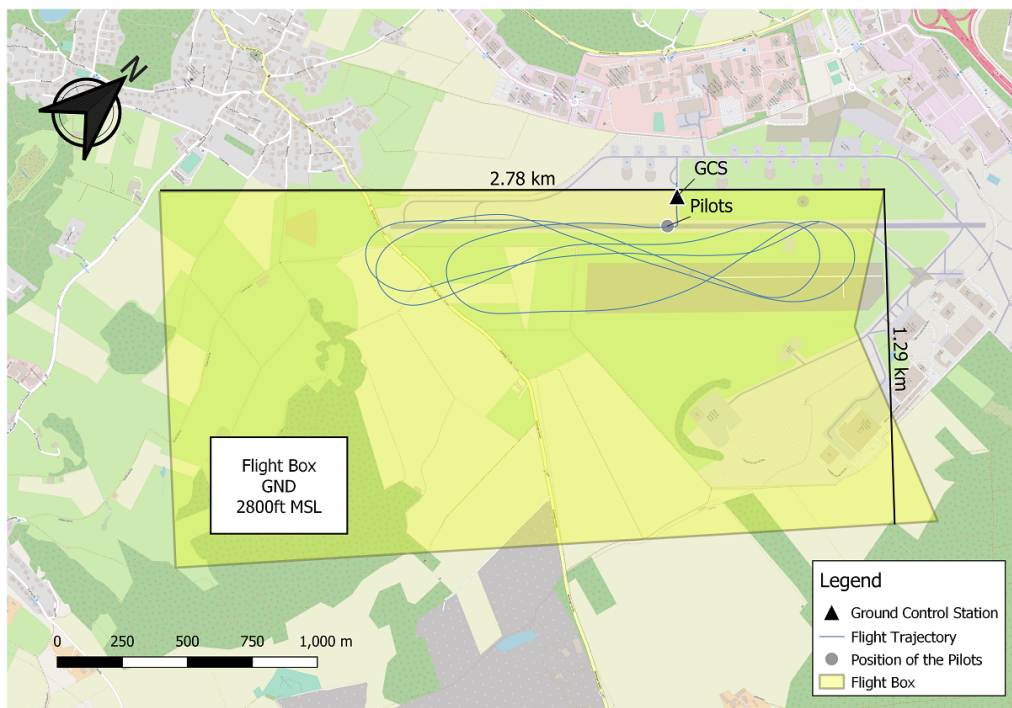 N
2.78 km
GCS
Pilots
1.29 km
Flight Box
GND
2800ft MSL
Legend
Ground Control Station
Flight Trajectory
Position of the Pilots
Flight Box
0 250 500 750 1,000 m